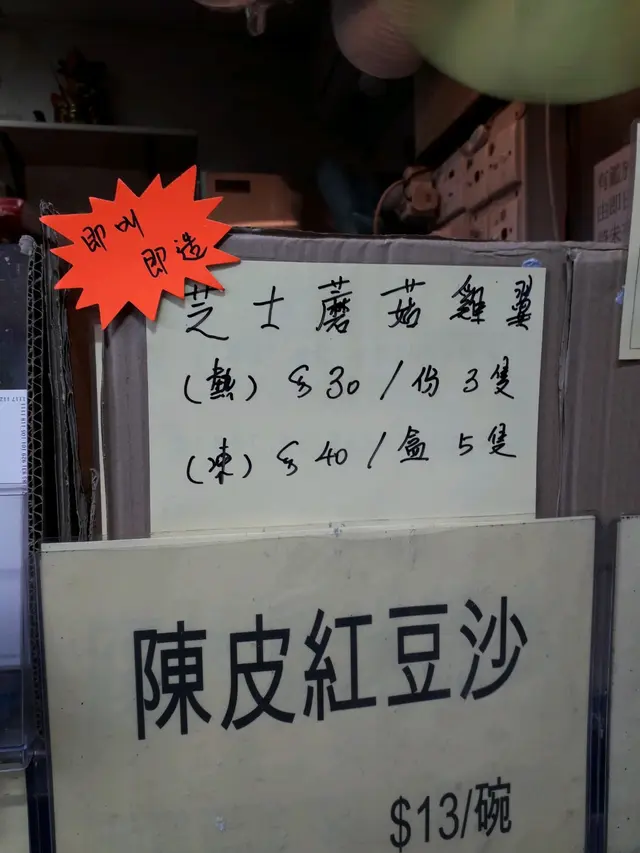 即叫
即造
芝士蘑菇雞翼
(熱) $30/份 3隻
(凍) $40/盒 5隻
陳皮紅豆沙
$13/碗